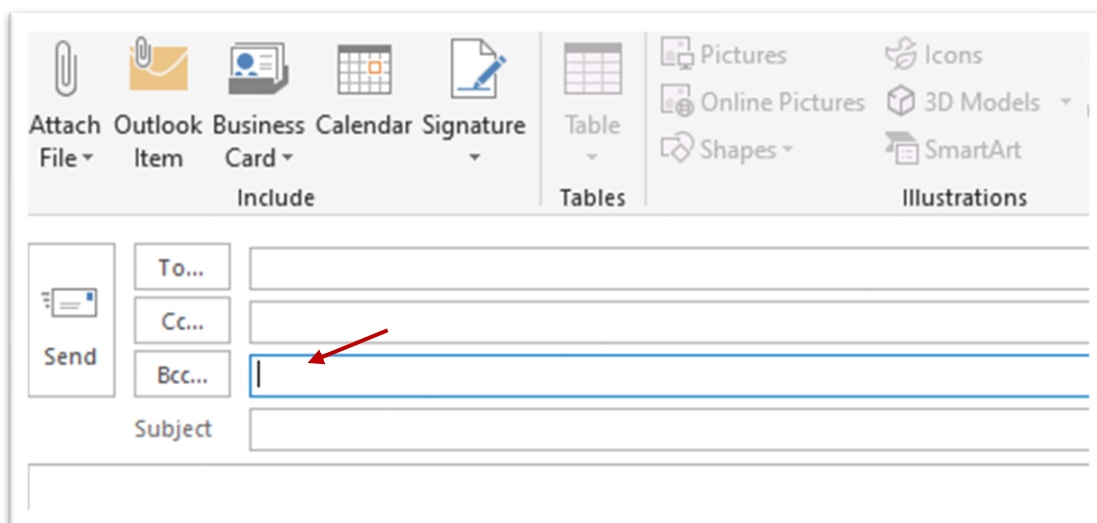 Attach File
Outlook Item
Business Card
Calendar
Signature
Include
Table
Tables
Pictures
Online Pictures
Shapes
Icons
3D Models
SmartArt
Illustrations
Send
To...
Cc...
Bcc...
Subject